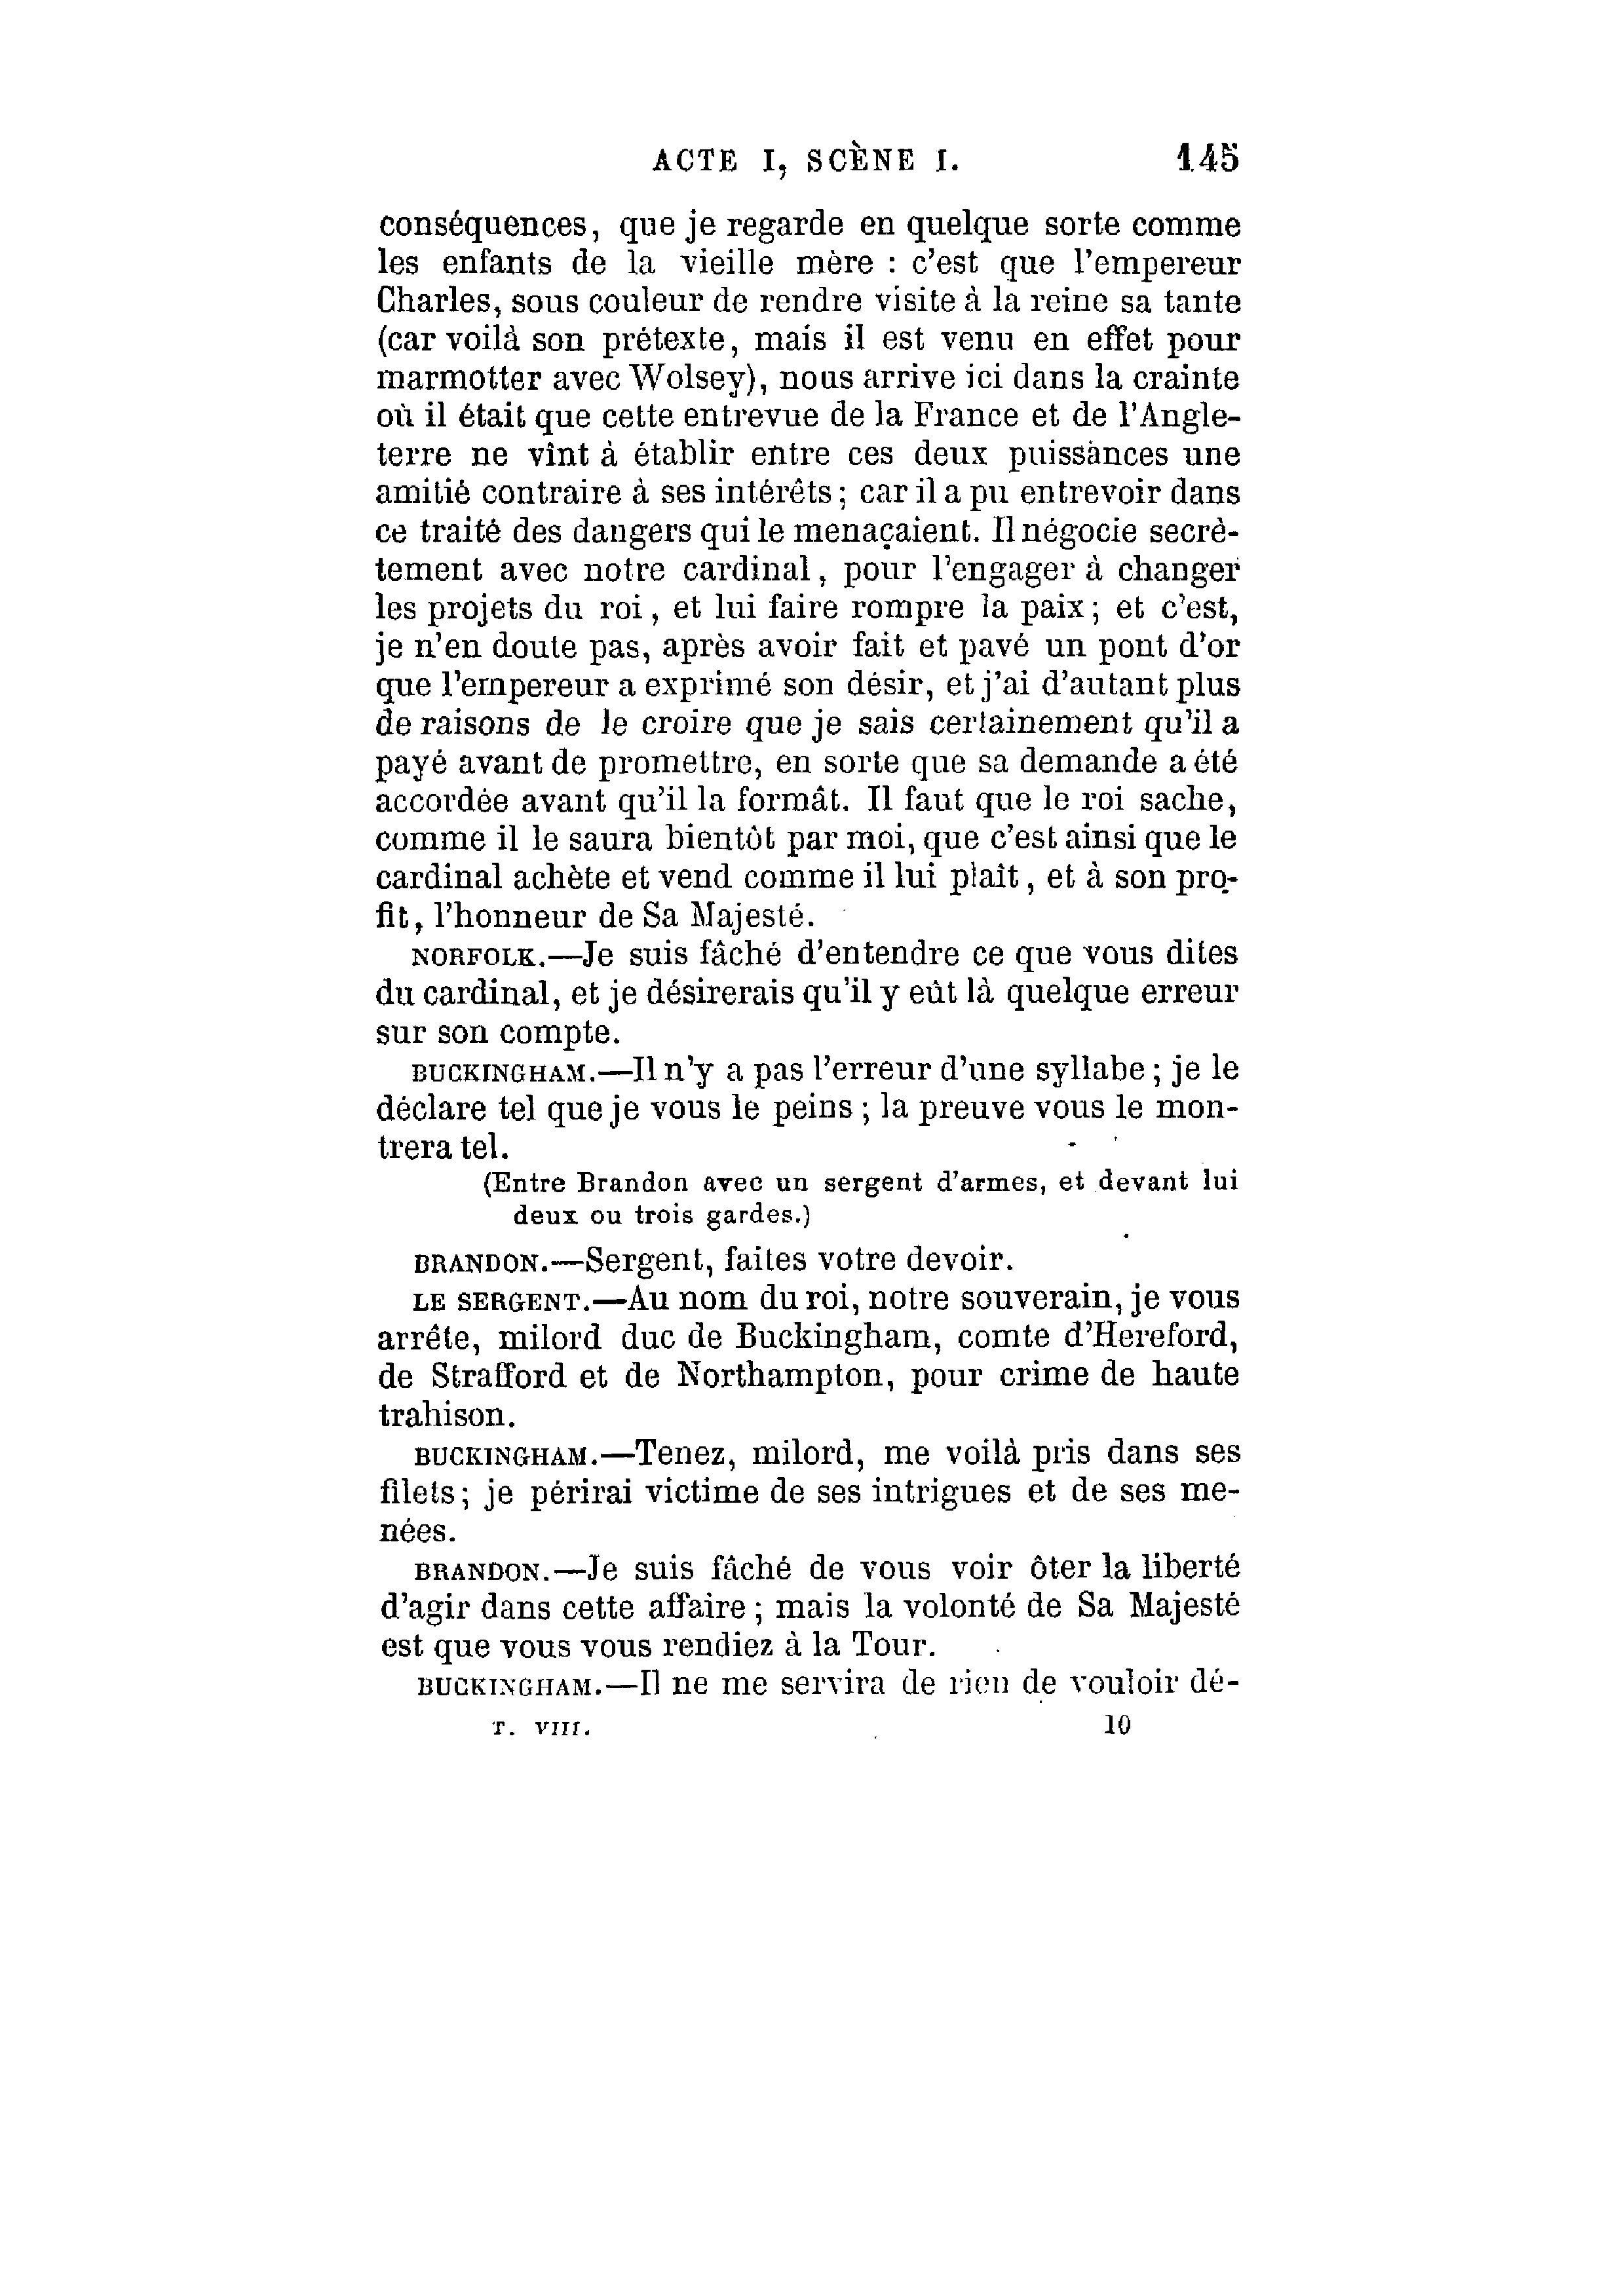 ACTE I, SCÈNE I. 145
conséquences, que je regarde en quelque sorte comme
les enfants de la vieille mère : c'est que l'empereur
Charles, sous couleur de rendre visite à la reine sa tante
(car voilà son prétexte, mais il est venu en effet pour
marmotter avec Wolsey), nous arrive ici dans la crainte
où il était que cette entrevue de la France et de l'Angle-
terre ne vînt à établir entre ces deux puissances une
amitié contraire à ses intérêts ; car il a pu entrevoir dans
ce traité des dangers qui le menaçaient. Il négocie secrè-
tement avec notre cardinal, pour l'engager à changer
les projets du roi, et lui faire rompre la paix ; et c'est,
je n'en doute pas, après avoir fait et pavé un pont d'or
que l'empereur a exprimé son désir, et j'ai d'autant plus
de raisons de le croire que je sais certainement qu'il a
payé avant de promettre, en sorte que sa demande a été
accordée avant qu'il la formât. Il faut que le roi sache,
comme il le saura bientôt par moi, que c'est ainsi que le
cardinal achète et vend comme il lui plaît, et à son pro-
fit, l'honneur de Sa Majesté.
NORFOLK.—Je suis fâché d'entendre ce que vous dites
du cardinal, et je désirerais qu'il y eût là quelque erreur
sur son compte.
BUCKINGHAM.—Il n'y a pas l'erreur d'une syllabe ; je le
déclare tel que je vous le peins ; la preuve vous le mon-
trera tel.
(Entre Brandon avec un sergent d'armes, et devant lui
deux ou trois gardes.)
BRANDON.—Sergent, faites votre devoir.
LE SERGENT.—Au nom du roi, notre souverain, je vous
arrête, milord duc de Buckingham, comte d'Hereford,
de Strafford et de Northampton, pour crime de haute
trahison.
BUCKINGHAM.—Tenez, milord, me voilà pris dans ses
filets ; je périrai victime de ses intrigues et de ses me-
nées.
BRANDON.—Je suis fâché de vous voir ôter la liberté
d'agir dans cette affaire ; mais la volonté de Sa Majesté
est que vous vous rendiez à la Tour.
BUCKINGHAM.—Il ne me servira de rien de vouloir dé-
T. VIII. 10